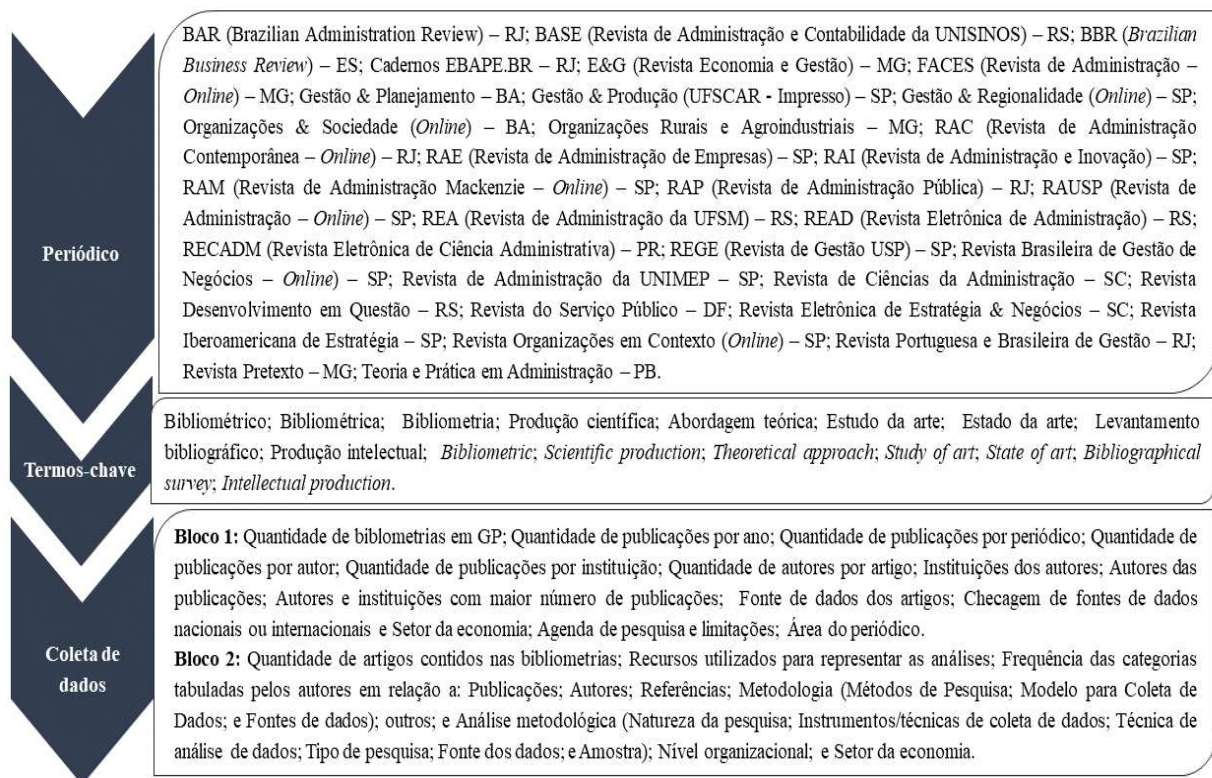 Periódico
BAR (Brazilian Administration Review) – RJ; BASE (Revista de Administração e Contabilidade da UNISINOS) – RS; BBR (Brazilian
Business Review) – ES; Cadernos EBAPE.BR – RJ; E&G (Revista Economia e Gestão) – MG; FACES (Revista de Administração –
Online) – MG; Gestão & Planejamento – BA; Gestão & Produção (UFSCAR - Impresso) – SP; Gestão & Regionalidade (Online) – SP;
Organizações & Sociedade (Online) – BA; Organizações Rurais e Agroindustriais – MG; RAC (Revista de Administração
Contemporânea – Online) – RJ; RAE (Revista de Administração de Empresas) – SP; RAI (Revista de Administração e Inovação) – SP;
RAM (Revista de Administração Mackenzie – Online) – SP; RAP (Revista de Administração Pública) – RJ; RAUSP (Revista de
Administração – Online) – SP; REA (Revista de Administração da UFSM) – RS; READ (Revista Eletrônica de Administração) – RS;
RECADM (Revista Eletrônica de Ciência Administrativa) – PR; REGE (Revista de Gestão USP) – SP; Revista Brasileira de Gestão de
Negócios – Online) – SP; Revista de Administração da UNIMEP – SP; Revista de Ciências da Administração – SC; Revista
Desenvolvimento em Questão – RS; Revista do Serviço Público – DF; Revista Eletrônica de Estratégia & Negócios – SC; Revista
Iberoamericana de Estratégia – SP; Revista Organizações em Contexto (Online) – SP; Revista Portuguesa e Brasileira de Gestão – RJ;
Revista Pretexto – MG; Teoria e Prática em Administração – PB.
Termos-chave
Bibliométrico; Bibliométrica; Bibliometria; Produção científica; Abordagem teórica; Estudo da arte; Estado da arte; Levantamento
bibliográfico; Produção intelectual; Bibliometric; Scientific production; Theoretical approach; Study of art; State of art; Bibliographical
survey; Intellectual production.
Coleta de
dados
Bloco 1: Quantidade de biblometrias em GP; Quantidade de publicações por ano; Quantidade de publicações por periódico; Quantidade de
publicações por autor; Quantidade de publicações por instituição; Quantidade de autores por artigo; Instituições dos autores; Autores das
publicações; Autores e instituições com maior número de publicações; Fonte de dados dos artigos; Checagem de fontes de dados
nacionais ou internacionais e Setor da economia; Agenda de pesquisa e limitações; Área do periódico.
Bloco 2: Quantidade de artigos contidos nas bibliometrias; Recursos utilizados para representar as análises; Frequência das categorias
tabuladas pelos autores em relação a: Publicações; Autores; Referências; Metodologia (Métodos de Pesquisa; Modelo para Coleta de
Dados; e Fontes de dados); outros; e Análise metodológica (Natureza da pesquisa; Instrumentos/técnicas de coleta de dados; Técnica de
análise de dados; Tipo de pesquisa; Fonte dos dados; e Amostra); Nível organizacional; e Setor da economia.